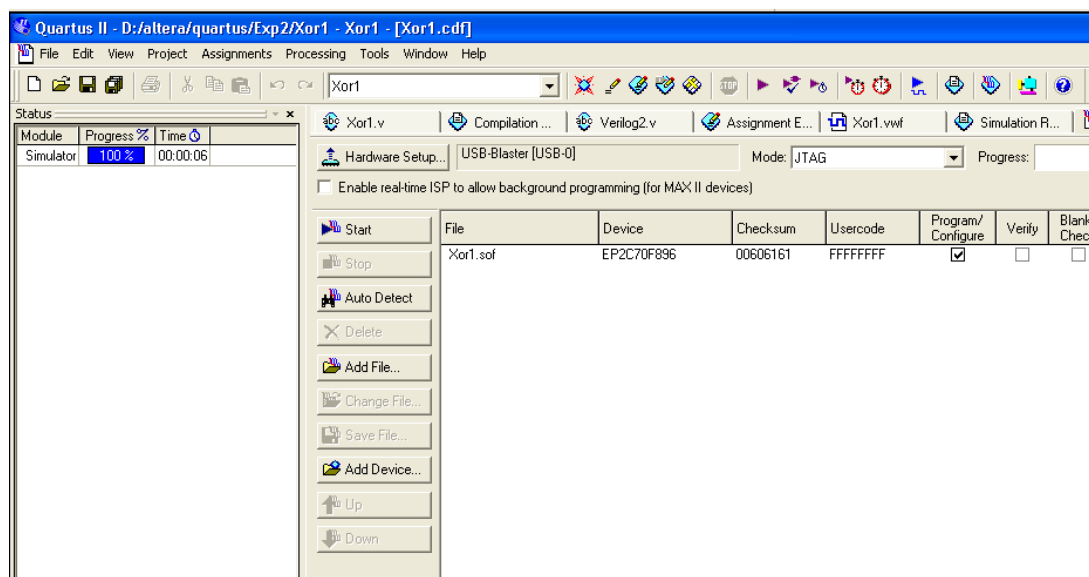 Quartus II - D:/altera/quartus/Exp2/Xor1 - Xor1 - [Xor1.cdf]
File Edit View Project Assignments Processing Tools Window Help
Xor1
STOP
Status
Module Progress % Time
Simulator 100 % 00:00:06
abc Xor1.v Compilation ... abc Verilog2.v Assignment E... Xor1.vwf Simulation R...
Hardware Setup... USB-Blaster [USB-0] Mode: JTAG Progress:
Enable real-time ISP to allow background programming (for MAX II devices)
Start
Stop
Auto Detect
Delete
Add File...
Change File...
Save File...
Add Device...
Up
Down
File Device Checksum Usercode Program/ Verify Blank
Configure Chec
Xor1.sof EP2C70F896 00606161 FFFFFFFF